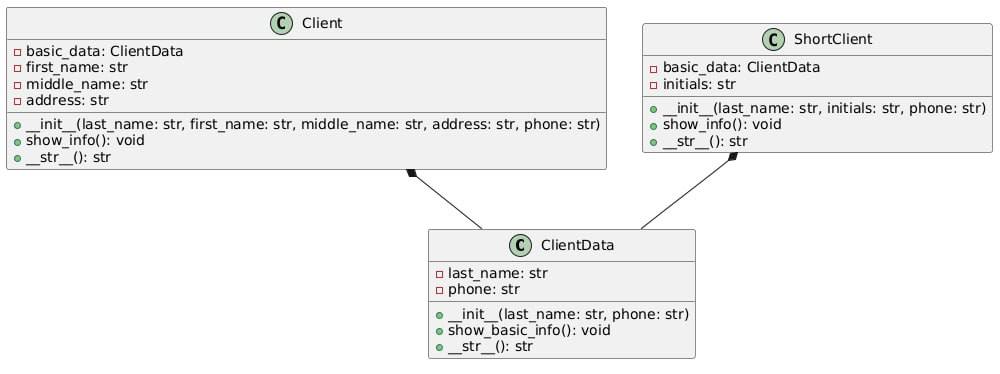 C Client
basic_data: ClientData
first_name: str
middle_name: str
address: str
__init__(last_name: str, first_name: str, middle_name: str, address: str, phone: str)
show_info(): void
__str__(): str
C ShortClient
basic_data: ClientData
initials: str
__init__(last_name: str, initials: str, phone: str)
show_info(): void
__str__(): str
C ClientData
last_name: str
phone: str
__init__(last_name: str, phone: str)
show_basic_info(): void
__str__(): str